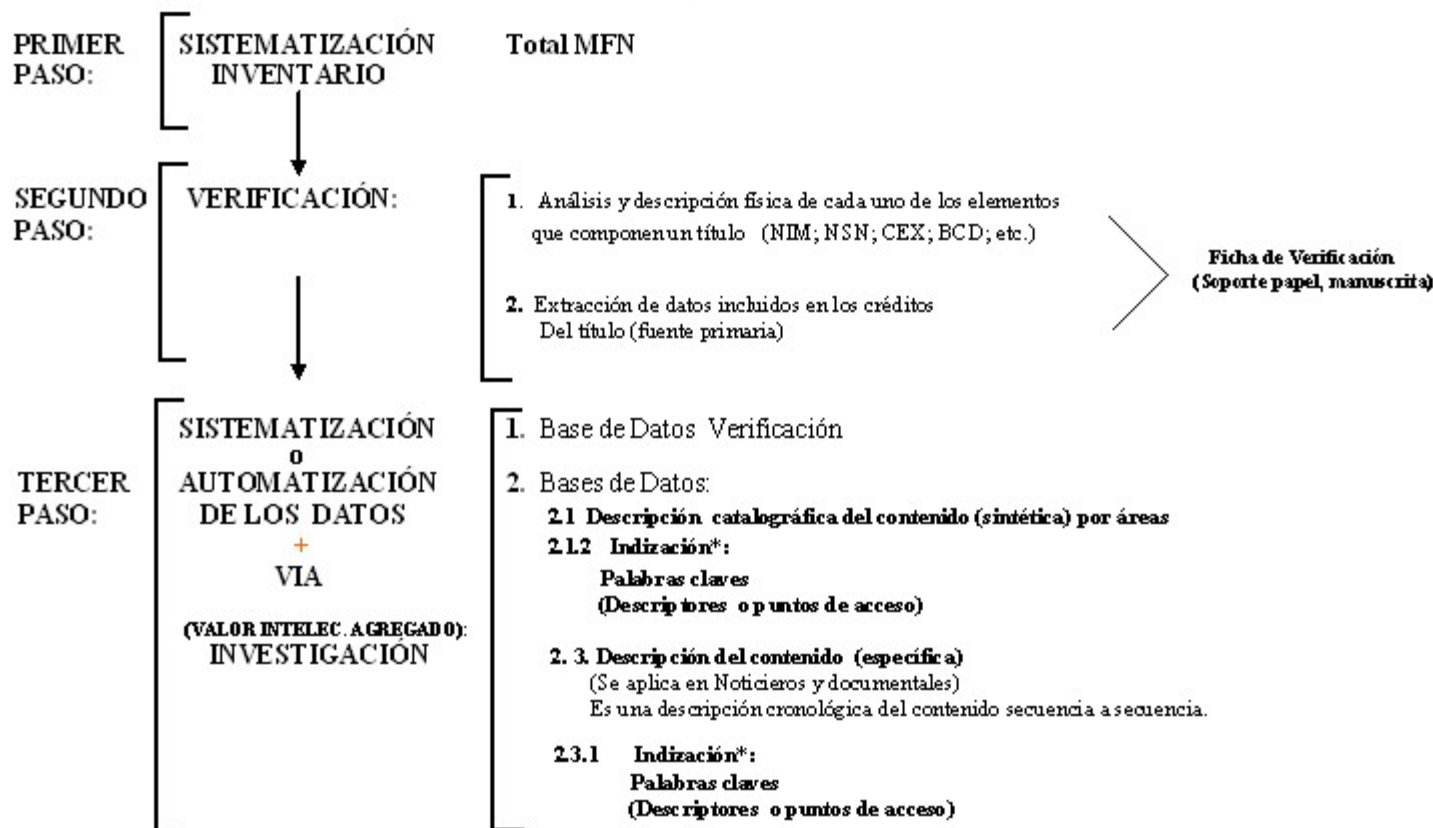 PRIMER PASO:
SISTEMATIZACIÓN
INVENTARIO
Total MFN
SEGUNDO PASO:
VERIFICACIÓN:
1. Análisis y descripción física de cada uno de los elementos
que componen un título (NIM; NSN; CEX; BCD; etc.)
2. Extracción de datos incluidos en los créditos
Del título (fuente primaria)
Ficha de Verificación
(Soporte papel, manuscrita)
TERCER PASO:
SISTEMATIZACIÓN
O
AUTOMATIZACIÓN
DE LOS DATOS
+
VIA
(VALOR INTELEC. AGREGADO):
INVESTIGACIÓN
1. Base de Datos Verificación
2. Bases de Datos:
2.1 Descripción catalográfica del contenido (sintética) por áreas
2.1.2 Indización*:
Palabras claves
(Descriptores o puntos de acceso)
2. 3. Descripción del contenido (específica)
(Se aplica en Noticieros y documentales)
Es una descripción cronológica del contenido secuencia a secuencia.
2.3.1 Indización*:
Palabras claves
(Descriptores o puntos de acceso)